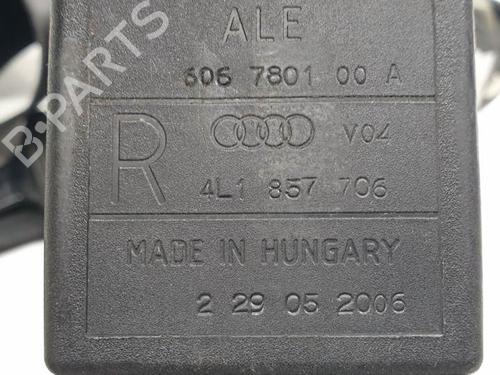 ALE
606 7801 00 A
R
V04
4L1 857 706
MADE IN HUNGARY
2 29 05 2006
B-PARTS